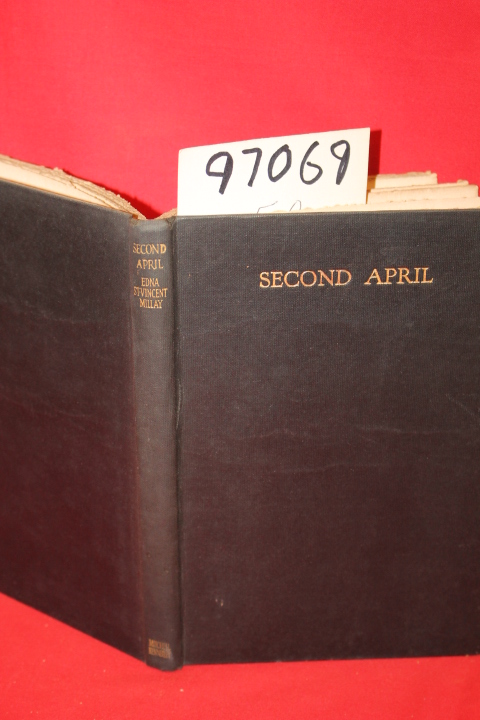 97069
SECOND
APRIL
EDNA
ST VINCENT
MILLAY
SECOND APRIL